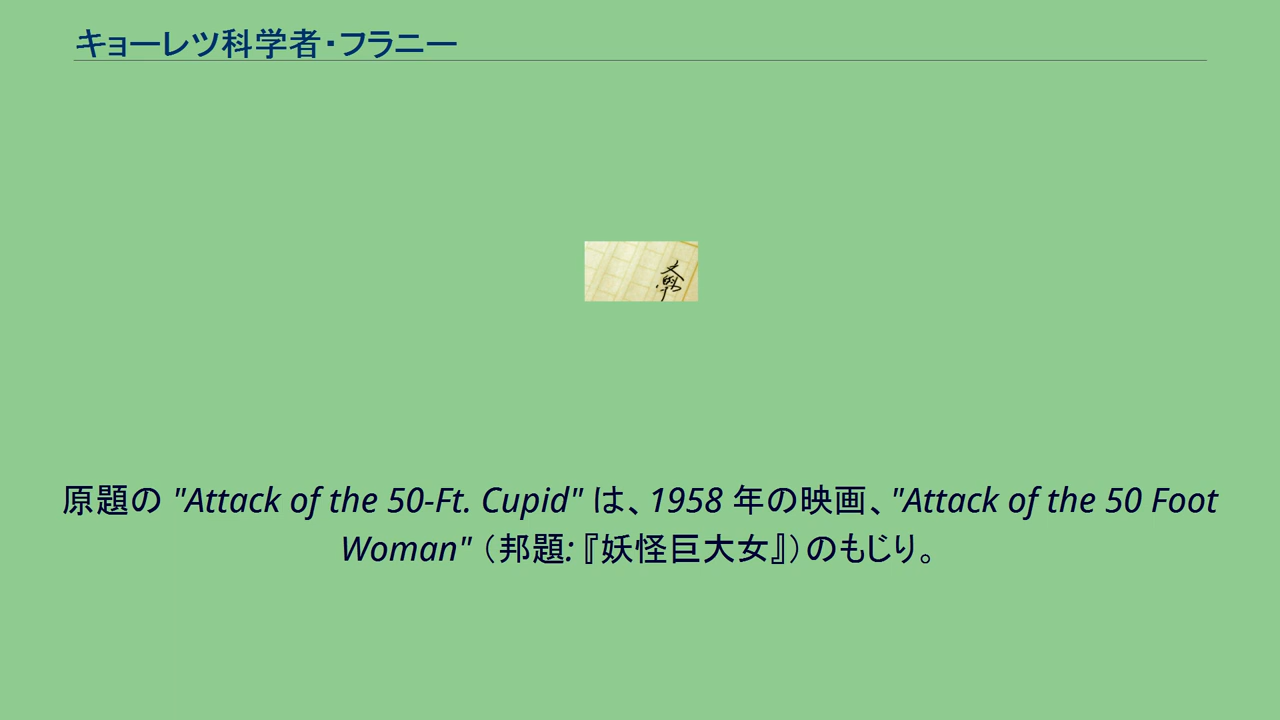 キョーレツ科学者・フラニー
原題の "Attack of the 50-Ft. Cupid" は、1958 年の映画、"Attack of the 50 Foot
Woman"（邦題:『妖怪巨大女』）のもじり。